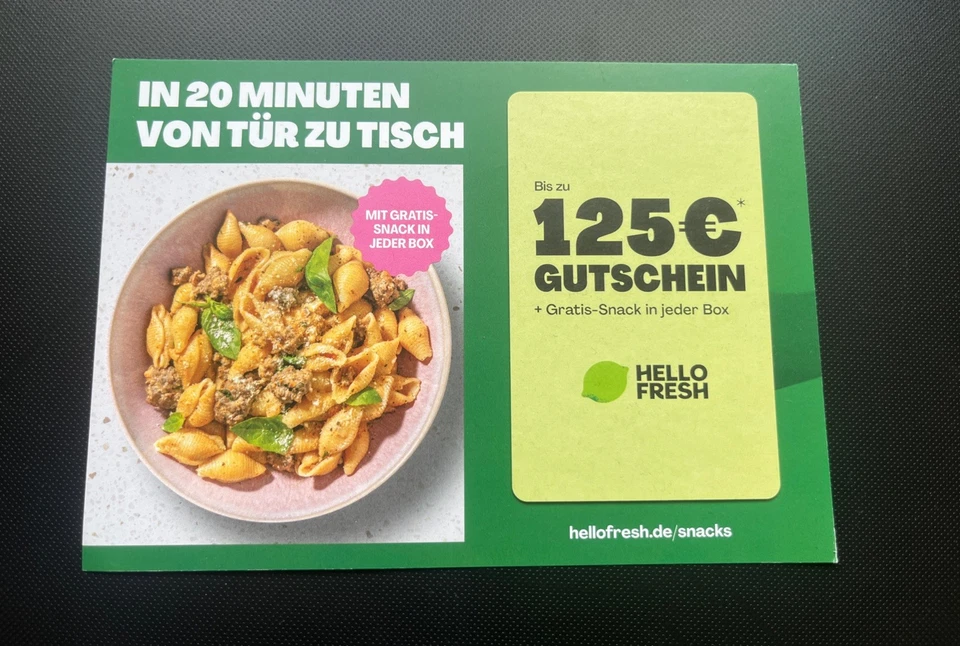 IN 20 MINUTEN
VON TÜR ZU TISCH
MIT GRATIS-
SNACK IN
JEDER BOX
Bis zu
125€*
GUTSCHEIN
+ Gratis-Snack in jeder Box
HELLO
FRESH
hellofresh.de/snacks